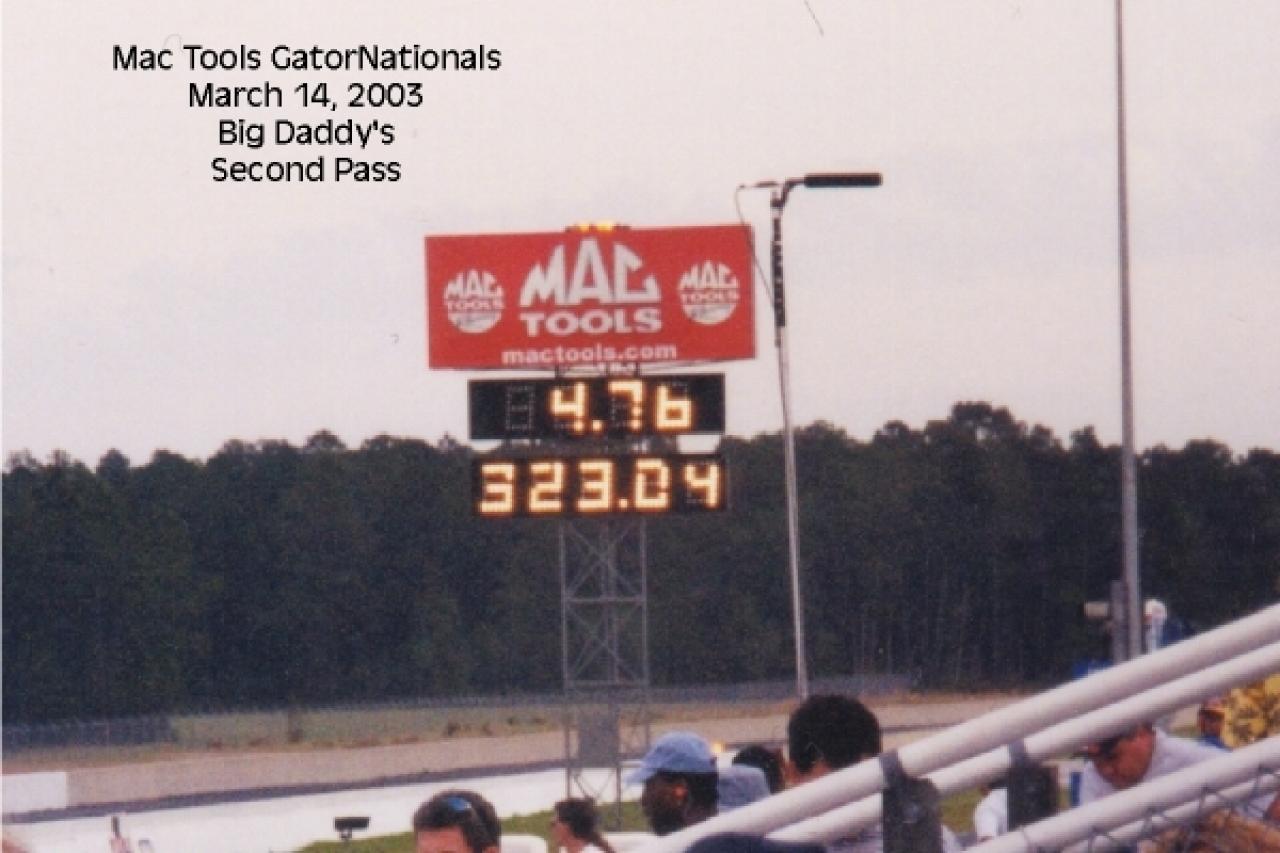 Mac Tools GatorNationals
March 14, 2003
Big Daddy's
Second Pass
MAC TOOLS
MAC TOOLS
MAC TOOLS
mactools.com
4.76
323.04